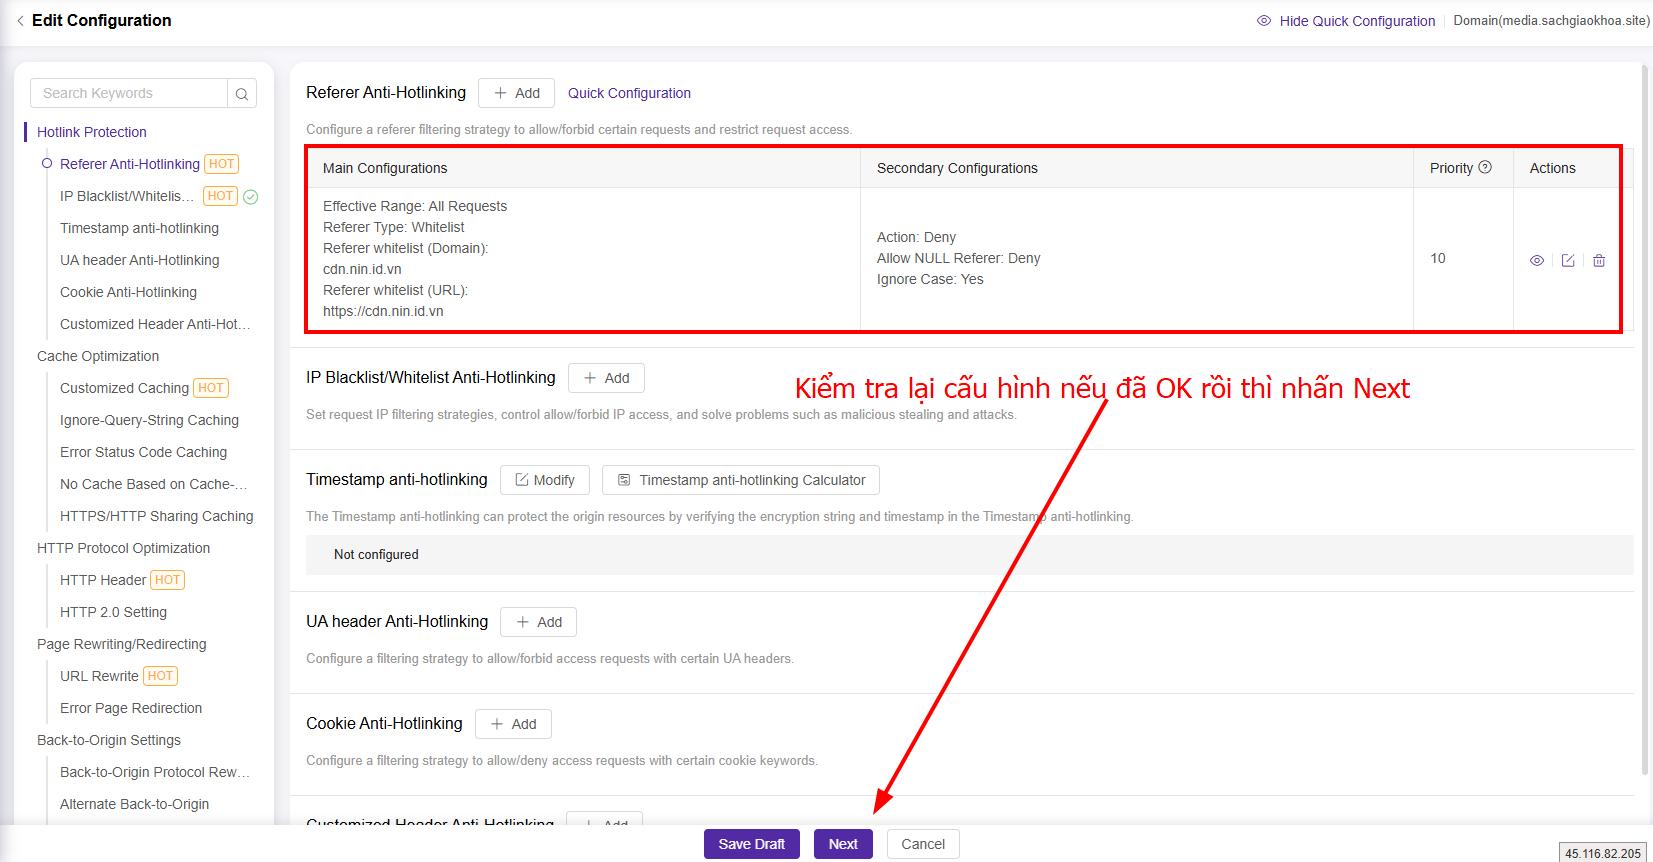 Edit Configuration
Hide Quick Configuration
Domain(media.sachgiaokhoa.site)
Search Keywords
Hotlink Protection
Referer Anti-Hotlinking HOT
IP Blacklist/Whitelis... HOT
Timestamp anti-hotlinking
UA header Anti-Hotlinking
Cookie Anti-Hotlinking
Customized Header Anti-Hot...
Cache Optimization
Customized Caching HOT
Ignore-Query-String Caching
Error Status Code Caching
No Cache Based on Cache-...
HTTPS/HTTP Sharing Caching
HTTP Protocol Optimization
HTTP Header HOT
HTTP 2.0 Setting
Page Rewriting/Redirecting
URL Rewrite HOT
Error Page Redirection
Back-to-Origin Settings
Back-to-Origin Protocol Rew...
Alternate Back-to-Origin
Referer Anti-Hotlinking
Add
Quick Configuration
Configure a referer filtering strategy to allow/forbid certain requests and restrict request access.
Main Configurations
Secondary Configurations
Priority
Actions
Effective Range: All Requests
Referer Type: Whitelist
Referer whitelist (Domain):
cdn.nin.id.vn
Referer whitelist (URL):
https://cdn.nin.id.vn
Action: Deny
Allow NULL Referer: Deny
Ignore Case: Yes
10
IP Blacklist/Whitelist Anti-Hotlinking
Add
Kiểm tra lại cấu hình nếu đã OK rồi thì nhấn Next
Set request IP filtering strategies, control allow/forbid IP access, and solve problems such as malicious stealing and attacks.
Timestamp anti-hotlinking
Modify
Timestamp anti-hotlinking Calculator
The Timestamp anti-hotlinking can protect the origin resources by verifying the encryption string and timestamp in the Timestamp anti-hotlinking.
Not configured
UA header Anti-Hotlinking
Add
Configure a filtering strategy to allow/forbid access requests with certain UA headers.
Cookie Anti-Hotlinking
Add
Configure a filtering strategy to allow/deny access requests with certain cookie keywords.
Customized Header Anti-Hotlinking
Add
Save Draft
Next
Cancel
45.116.82.205